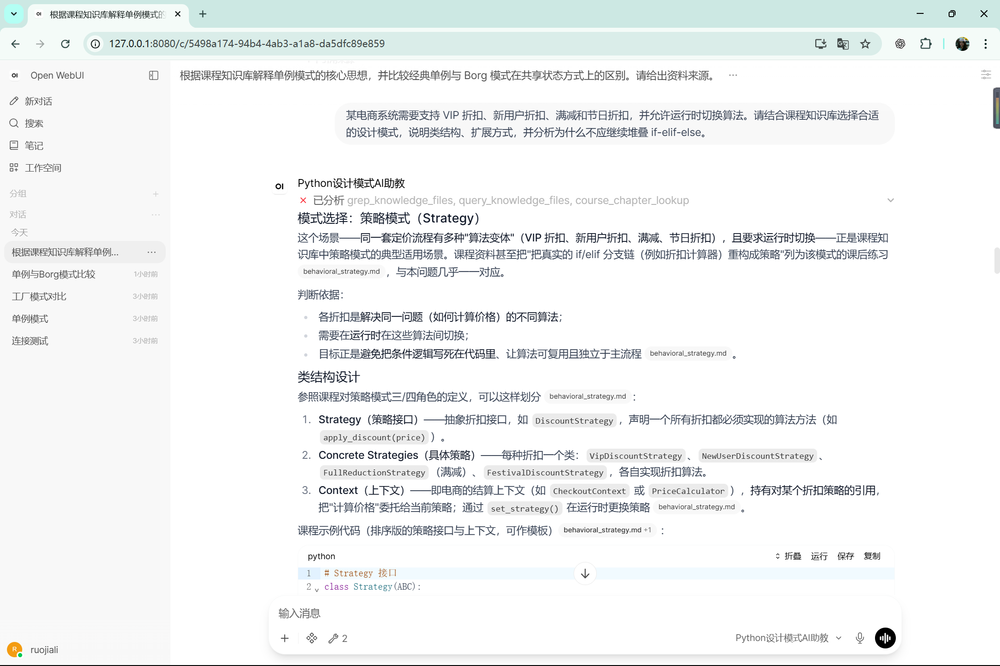 根据课程知识库解释单例模式的
127.0.0.1:8080/c/5498a174-94b4-4ab3-a1a8-da5dfc89e859
OI Open WebUI
新对话
搜索
笔记
工作空间
分组
对话
今天
根据课程知识库解释单例...
单例与Borg模式比较 1小时前
工厂模式对比 3小时前
单例模式 3小时前
连接测试 3小时前
R ruojiali
根据课程知识库解释单例模式的核心思想，并比较经典单例与 Borg 模式在共享状态方式上的区别。请给出资料来源。
某电商系统需要支持 VIP 折扣、新用户折扣、满减和节日折扣，并允许运行时切换算法。请结合课程知识库选择合适
的设计模式，说明类结构、扩展方式，并分析为什么不应继续堆叠 if-elif-else。
OI Python设计模式AI助教
已分析 grep_knowledge_files, query_knowledge_files, course_chapter_lookup
模式选择：策略模式（Strategy）
这个场景——同一套定价流程有多种"算法变体"（VIP 折扣、新用户折扣、满减、节日折扣），且要求运行时切换——正是课程知
识库中策略模式的典型适用场景。课程资料甚至把"把真实的 if/elif 分支链（例如折扣计算器）重构成策略"列为该模式的课后练习
behavioral_strategy.md ，与本问题几乎一一对应。
判断依据：
各折扣是解决同一问题（如何计算价格）的不同算法；
需要在运行时在这些算法间切换；
目标正是避免把条件逻辑写死在代码里、让算法可复用且独立于主流程 behavioral_strategy.md 。
类结构设计
参照课程对策略模式三/四角色的定义，可以这样划分 behavioral_strategy.md ：
1. Strategy（策略接口）——抽象折扣接口，如 DiscountStrategy ，声明一个所有折扣都必须实现的算法方法（如
apply_discount(price) ）。
2. Concrete Strategies（具体策略）——每种折扣一个类： VipDiscountStrategy 、 NewUserDiscountStrategy 、
FullReductionStrategy （满减）、 FestivalDiscountStrategy ，各自实现折扣算法。
3. Context（上下文）——即电商的结算上下文（如 CheckoutContext 或 PriceCalculator ），持有对某个折扣策略的引用，
把"计算价格"委托给当前策略；通过 set_strategy() 在运行时更换策略 behavioral_strategy.md 。
课程示例代码（排序版的策略接口与上下文，可作模板） behavioral_strategy.md +1 ：
python 折叠 运行 保存 复制
1 # Strategy 接口
2 class Strategy(ABC):
输入消息
2 Python设计模式AI助教